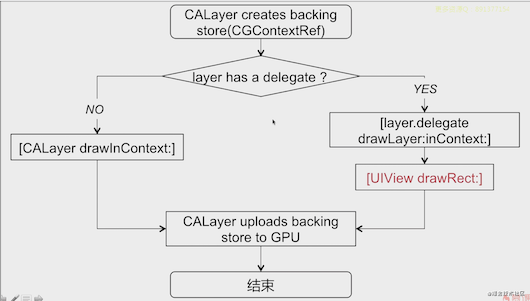 CALayer creates backing
store(CGContextRef)
layer has a delegate ?
NO
YES
[CALayer drawInContext:]
[layer.delegate
drawLayer:inContext:]
[UIView drawRect:]
CALayer uploads backing
store to GPU
结束